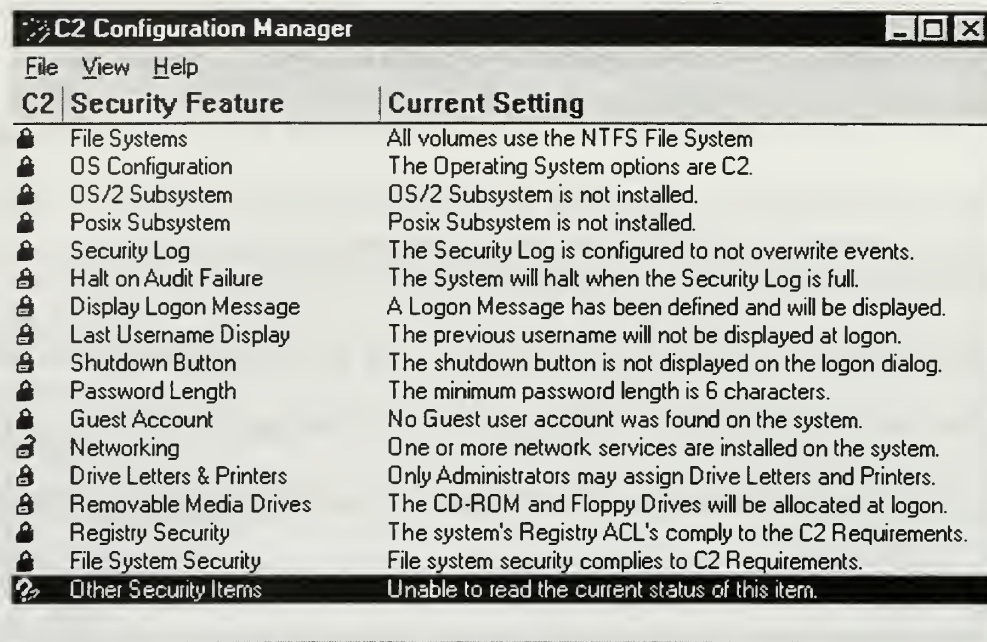 C2 Configuration Manager
File View Help
C2 Security Feature Current Setting
File Systems All volumes use the NTFS File System
OS Configuration The Operating System options are C2.
OS/2 Subsystem OS/2 Subsystem is not installed.
Posix Subsystem Posix Subsystem is not installed.
Security Log The Security Log is configured to not overwrite events.
Halt on Audit Failure The System will halt when the Security Log is full.
Display Logon Message A Logon Message has been defined and will be displayed.
Last Username Display The previous username will not be displayed at logon.
Shutdown Button The shutdown button is not displayed on the logon dialog.
Password Length The minimum password length is 6 characters.
Guest Account No Guest user account was found on the system.
Networking One or more network services are installed on the system.
Drive Letters & Printers Only Administrators may assign Drive Letters and Printers.
Removable Media Drives The CD-ROM and Floppy Drives will be allocated at logon.
Registry Security The system's Registry ACL's comply to the C2 Requirements.
File System Security File system security complies to C2 Requirements.
Other Security Items Unable to read the current status of this item.